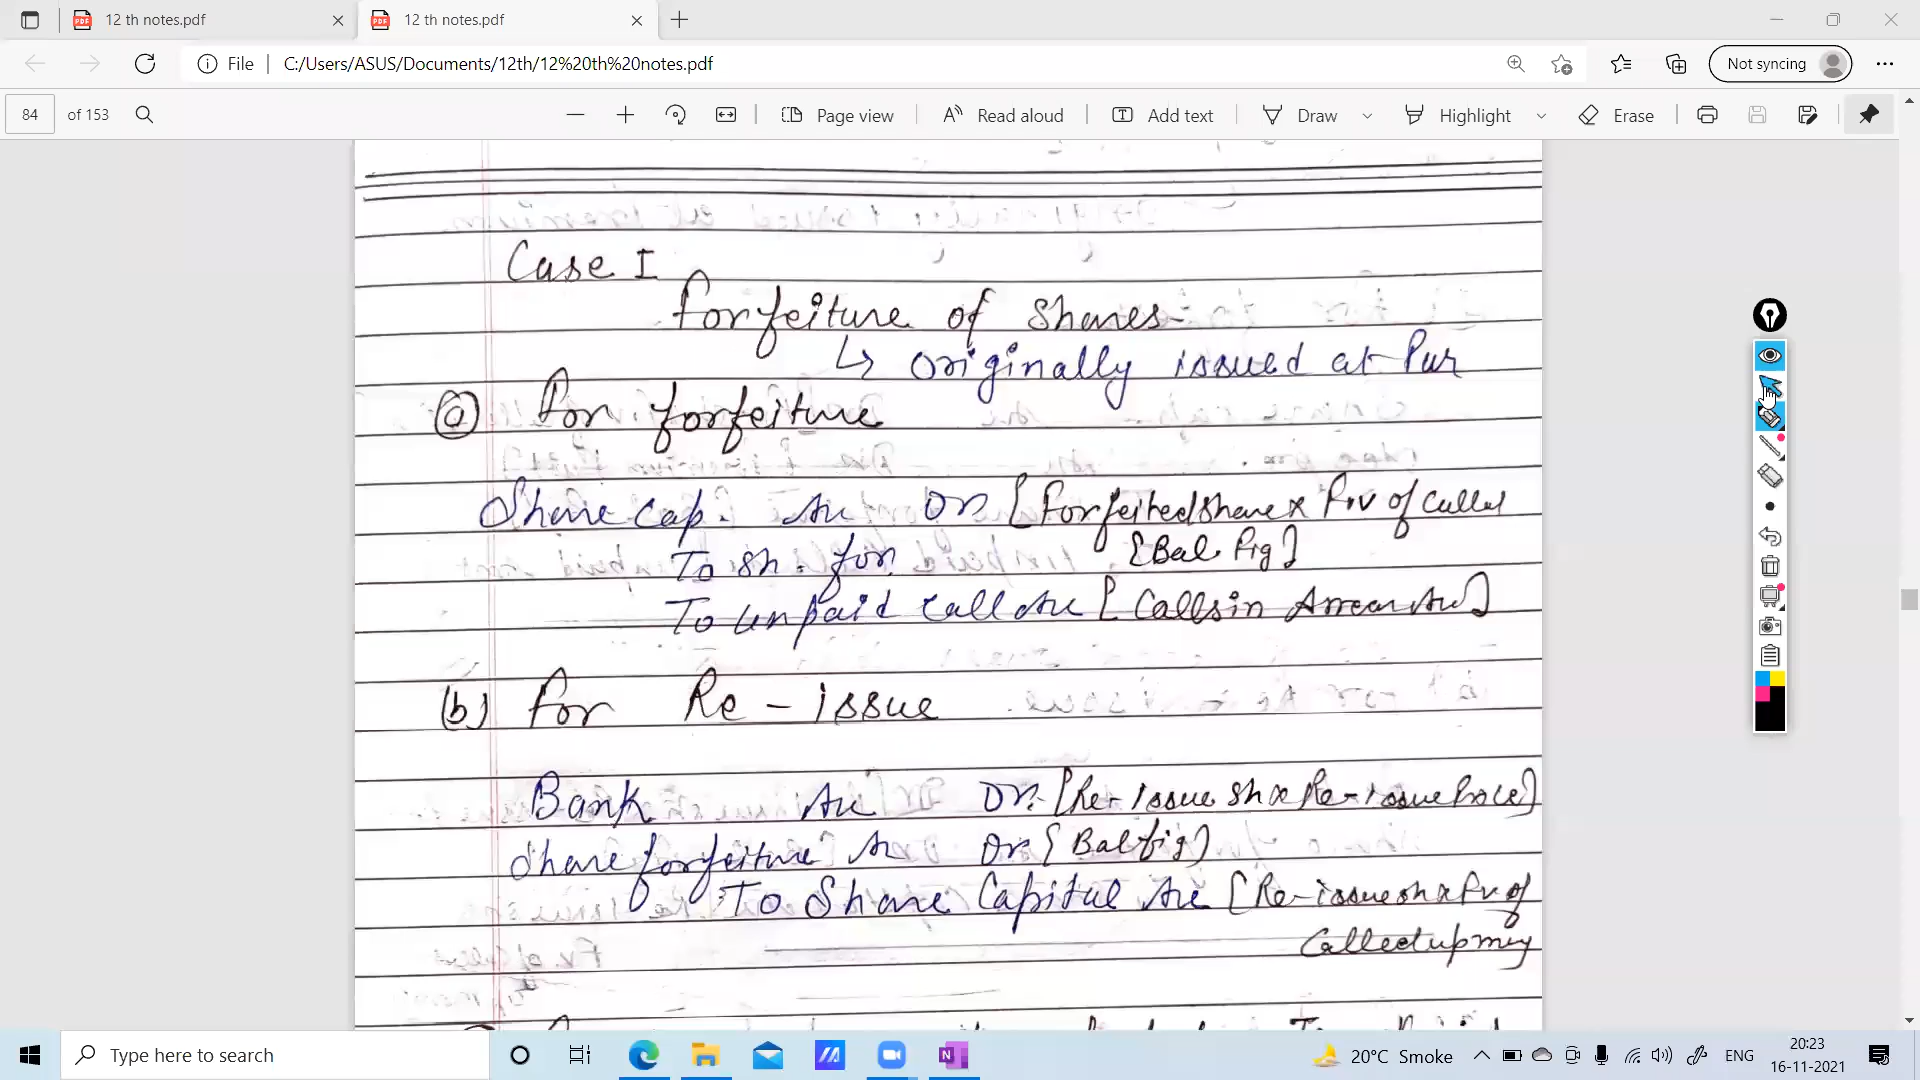 12 th notes.pdf
12 th notes.pdf
File
C:/Users/ASUS/Documents/12th/12%20th%20notes.pdf
Not syncing
84 of 153
Page view
Read aloud
Add text
Draw
Highlight
Erase
Case I
Forfeiture of Shares-
↳ originally issued at Par
(a) For forfeiture
Share Cap. A/c Dr [Forfeited share x F.v of called
To Sh. for [Bal. Fig]
To unpaid call A/c [Calls in Arrear A/c]
(b) For Re-issue
Bank A/c Dr. [Re-issue sh x Re-issue Price]
Share forfeiture A/c Dr [Bal fig]
To Share Capital A/c [Re-issue sh x Fv of
Called up mny
Type here to search
20°C Smoke
ENG
20:23
16-11-2021